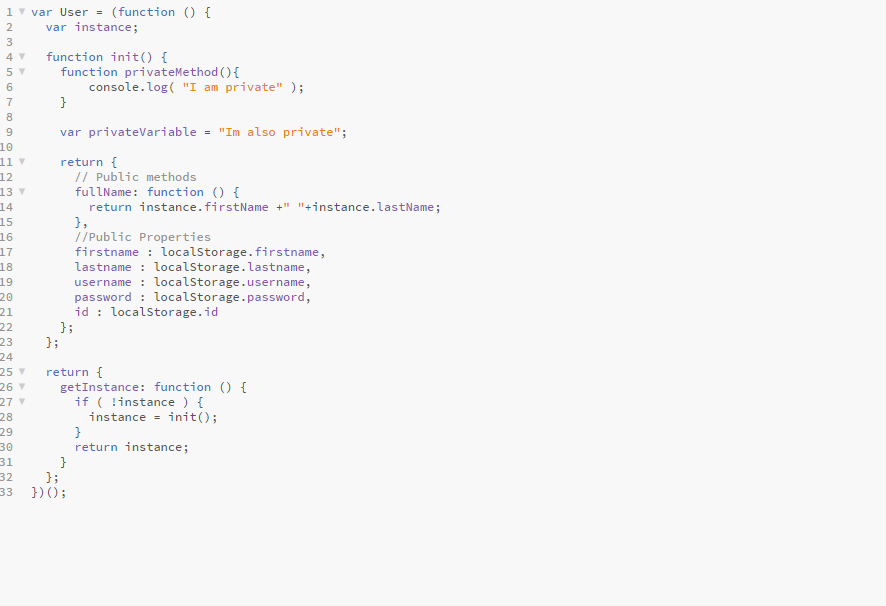 1 var User = (function () {
2   var instance;
3
4   function init() {
5     function privateMethod(){
6         console.log( "I am private" );
7     }
8
9     var privateVariable = "Im also private";
10
11     return {
12       // Public methods
13       fullName: function () {
14         return instance.firstName +" "+instance.lastName;
15       },
16       //Public Properties
17       firstname : localStorage.firstname,
18       lastname : localStorage.lastname,
19       username : localStorage.username,
20       password : localStorage.password,
21       id : localStorage.id
22     };
23   };
24
25   return {
26     getInstance: function () {
27       if ( !instance ) {
28         instance = init();
29       }
30       return instance;
31     }
32   };
33 })();